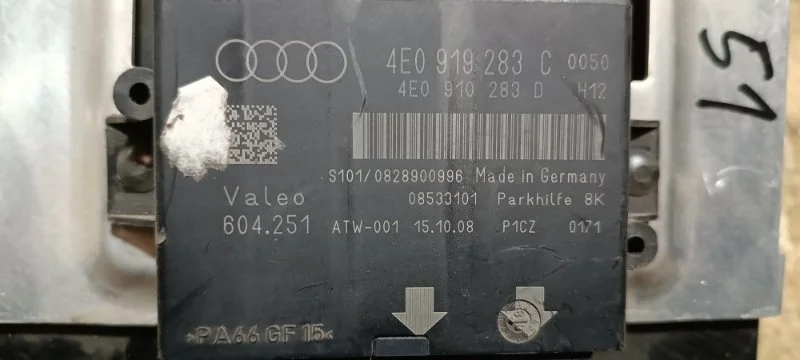 4E0 919 283 C 0050
4E0 910 283 D H12
S101/0828900996 Made in Germany
Valeo 08533101 Parkhilfe 8K
604.251 ATW-001 15.10.08 P1CZ 0171
>PA66 GF15<
51